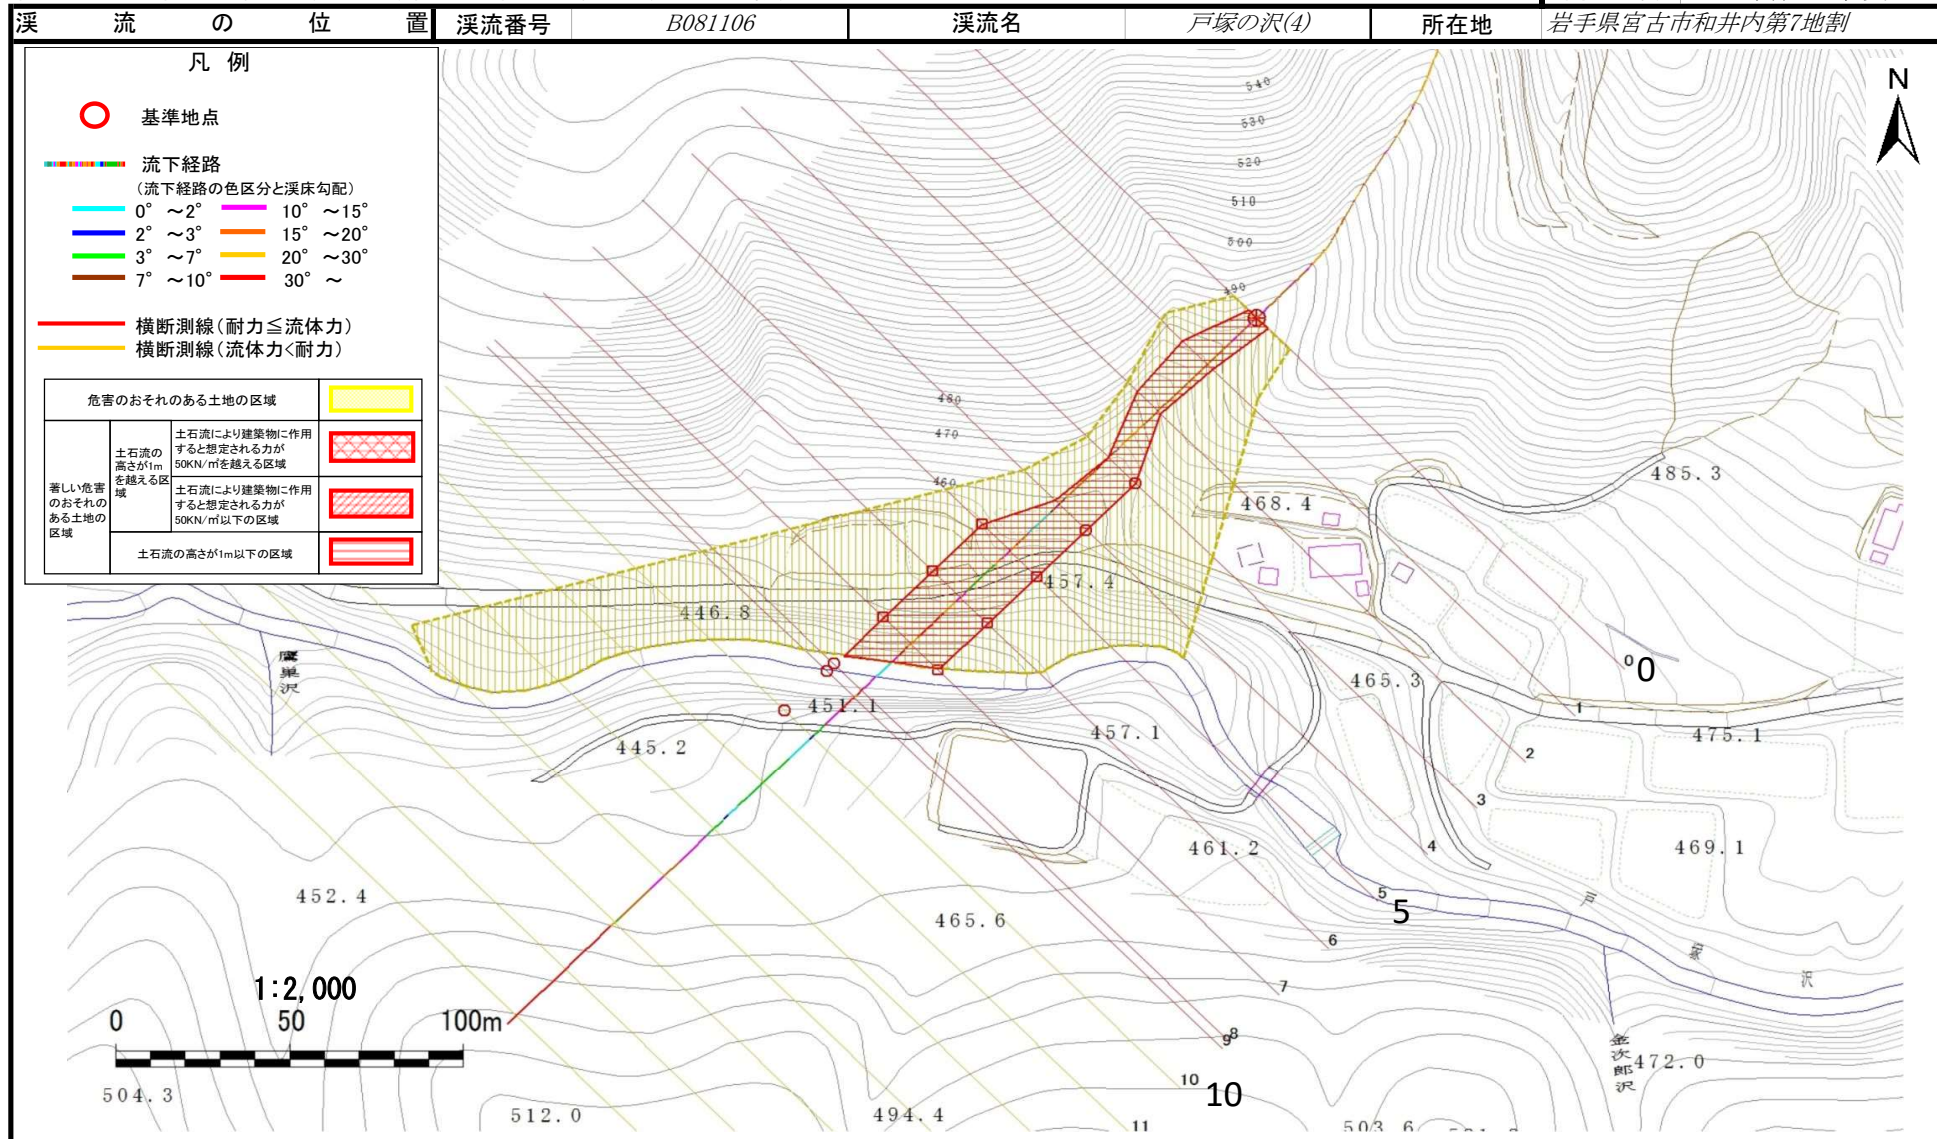 渓流の位置 渓流番号 B081106 渓流名 戸塚の沢(4) 所在地 岩手県宮古市和井内第7地割
凡 例
基準地点
流下経路
(流下経路の色区分と渓床勾配)
0° ~2° 10° ~15°
2° ~3° 15° ~20°
3° ~7° 20° ~30°
7° ~10° 30° ~
横断測線(耐力≦流体力)
横断測線(流体力<耐力)
危害のおそれのある土地の区域
著しい危害
のおそれの
ある土地の
区域
土石流の
高さが1m
を越える区
域
土石流により建築物に作用
すると想定される力が
50KN/㎡を越える区域
土石流により建築物に作用
すると想定される力が
50KN/㎡以下の区域
土石流の高さが1m以下の区域
N
540
530
520
510
500
490
480
470
460
485.3
468.4
457.4
446.8
鷹巣沢
465.3
0 0
451.1
1
457.1
475.1
445.2
2
3
461.2
4
469.1
452.4
5
5
465.6
戸
塚
沢
6
7
1:2,000
0 50 100m
9 8
金次郎沢
472.0
10
10
504.3
512.0
494.4
11
503.6